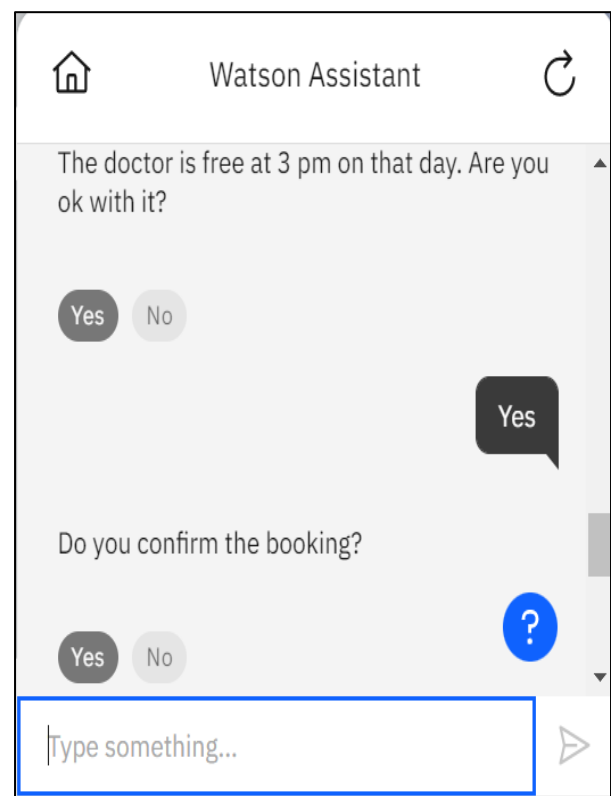 Watson Assistant
The doctor is free at 3 pm on that day. Are you
ok with it?
Yes No
Yes
Do you confirm the booking?
?
Yes No
Type something...